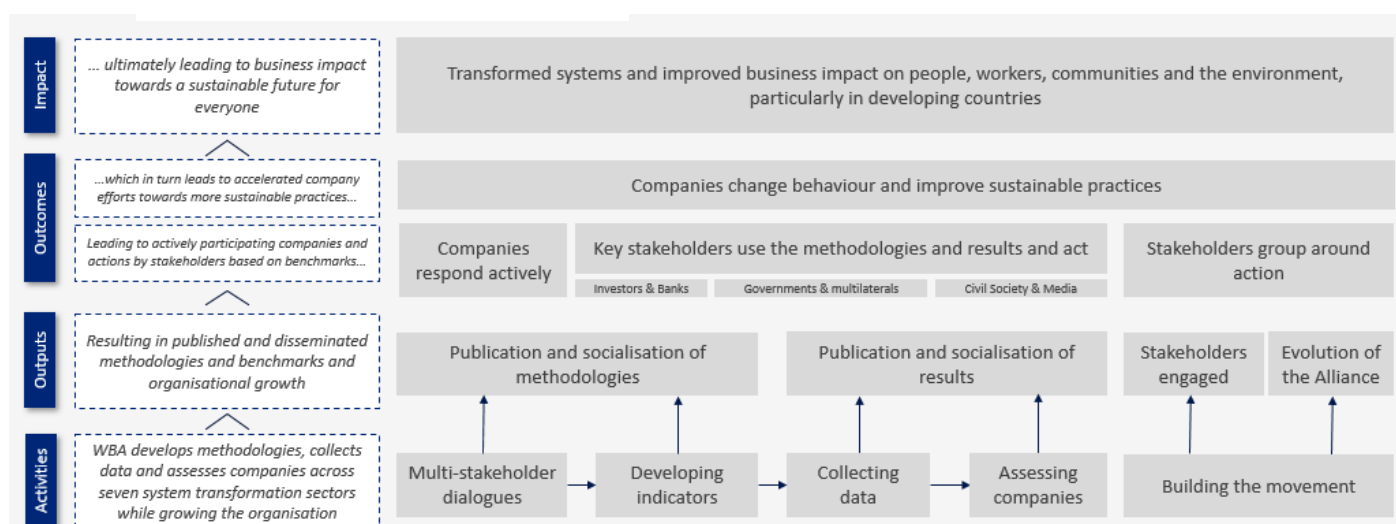 Impact
... ultimately leading to business impact
towards a sustainable future for
everyone
Transformed systems and improved business impact on people, workers, communities and the environment,
particularly in developing countries
Outcomes
...which in turn leads to accelerated company
efforts towards more sustainable practices...
Companies change behaviour and improve sustainable practices
Leading to actively participating companies and
actions by stakeholders based on benchmarks...
Companies
respond actively
Key stakeholders use the methodologies and results and act
Investors & Banks
Governments & multilaterals
Civil Society & Media
Stakeholders group around
action
Outputs
Resulting in published and disseminated
methodologies and benchmarks and
organisational growth
Publication and socialisation of
methodologies
Publication and socialisation of
results
Stakeholders
engaged
Evolution of
the Alliance
Activities
WBA develops methodologies, collects
data and assesses companies across
seven system transformation sectors
while growing the organisation
Multi-stakeholder
dialogues
Developing
indicators
Collecting
data
Assessing
companies
Building the movement